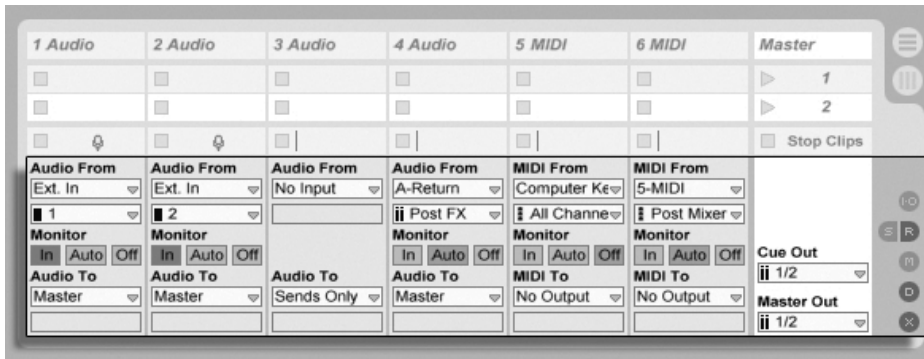 1 Audio 2 Audio 3 Audio 4 Audio 5 MIDI 6 MIDI Master
1
2
Stop Clips
Audio From Audio From Audio From Audio From MIDI From MIDI From
Ext. In Ext. In No Input A-Return Computer Ke 5-MIDI
1 2 Post FX All Channe Post Mixer
Monitor Monitor Monitor Monitor Monitor
In Auto Off In Auto Off In Auto Off In Auto Off In Auto Off
Cue Out
Audio To Audio To Audio To Audio To MIDI To MIDI To
1/2
Master Master Sends Only Master No Output No Output
Master Out
1/2
I·O
S R
M
D
X